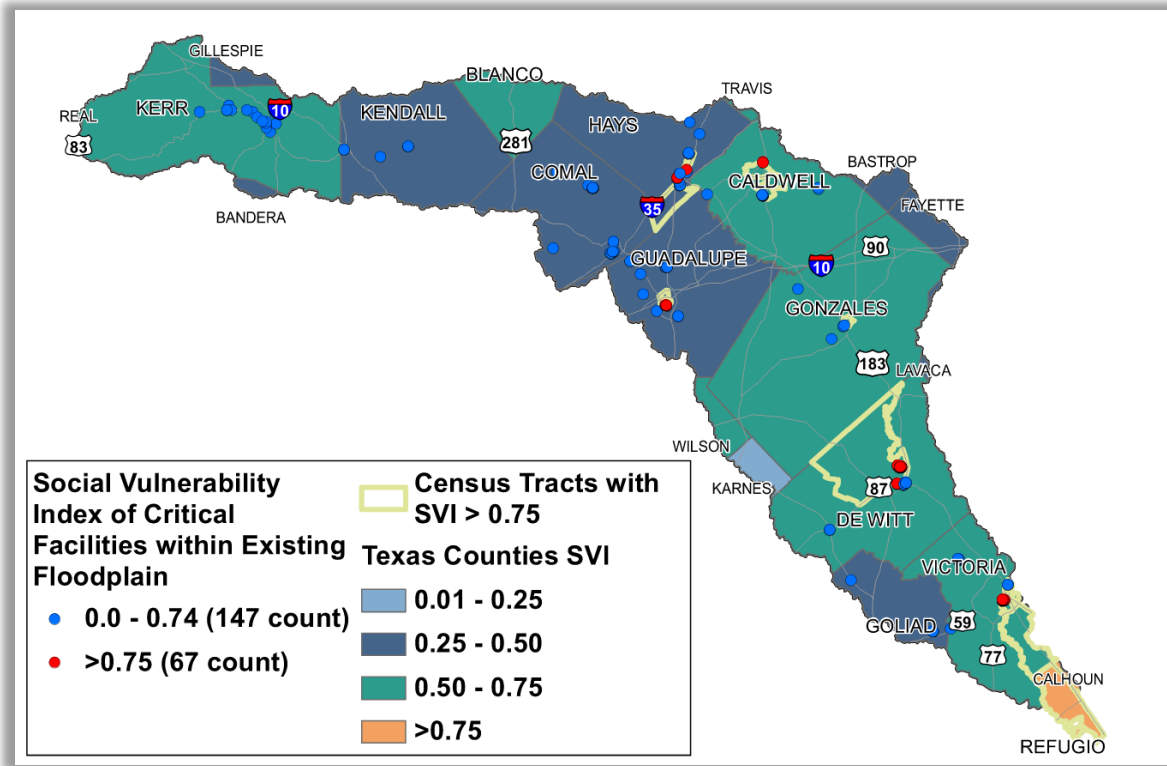 GILLESPIE
BLANCO
TRAVIS
REAL
KERR
10
KENDALL
HAYS
83
281
BASTROP
COMAL
CALDWELL
BANDERA
35
FAYETTE
90
GUADALUPE
10
GONZALES
183
LAVACA
WILSON
KARNES
87
DE WITT
VICTORIA
GOLIAD
59
77
CALHOUN
REFUGIO
Social Vulnerability
Index of Critical
Facilities within Existing
Floodplain
0.0 - 0.74 (147 count)
>0.75 (67 count)
Census Tracts with
SVI > 0.75
Texas Counties SVI
0.01 - 0.25
0.25 - 0.50
0.50 - 0.75
>0.75